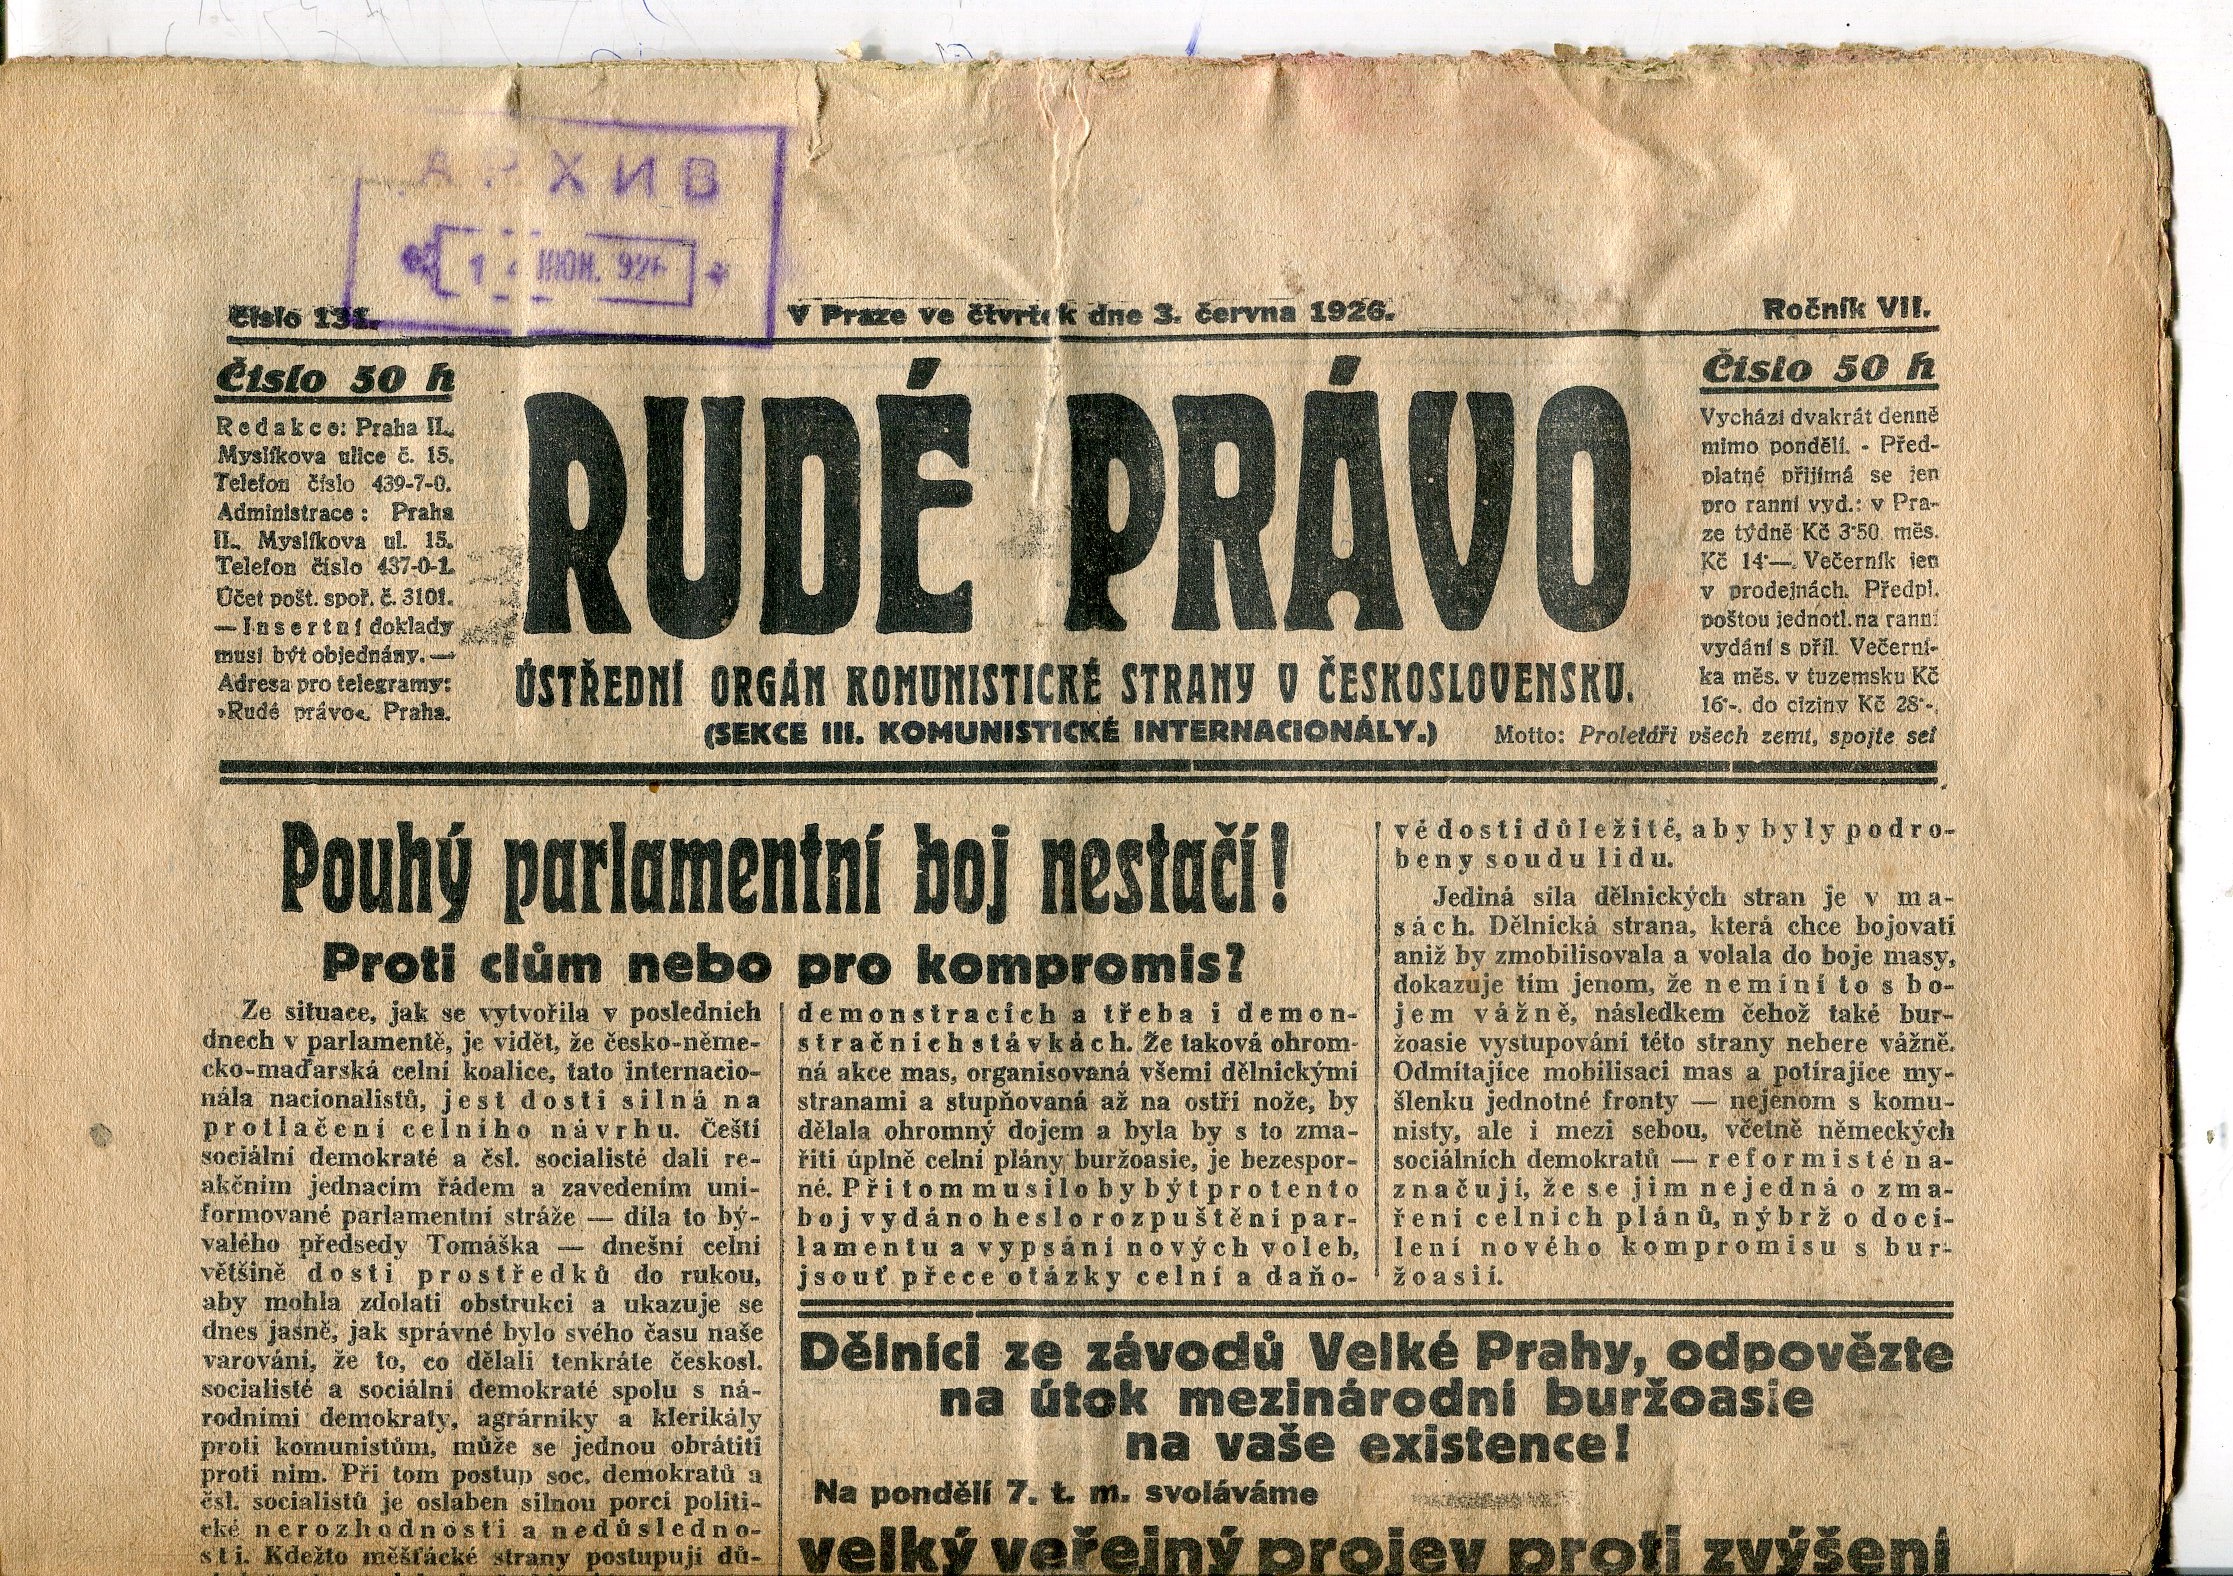 АРХИВ
ИЮН. 926
Číslo 131.
V Praze ve čtvrtek dne 3. června 1926.
Ročník VII.
Číslo 50 h
Redakce: Praha II.,
Myslíkova ulice č. 15.
Telefon číslo 439-7-0.
Administrace: Praha
II., Myslíkova ul. 15.
Telefon číslo 437-0-1.
Účet pošt. spoř. č. 3101.
— Insertní doklady
musí být objednány. —
Adresa pro telegramy:
»Rudé právo«. Praha.
RUDÉ PRÁVO
ÚSTŘEDNÍ ORGÁN KOMUNISTICKÉ STRANY V ČESKOSLOVENSKU.
(SEKCE III. KOMUNISTICKÉ INTERNACIONÁLY.)
Číslo 50 h
Vychází dvakrát denně
mimo pondělí. - Před-
platné přijímá se jen
pro ranní vyd.: v Pra-
ze týdně Kč 3·50 měs.
Kč 14·—. Večerník jen
v prodejnách. Předpl.
poštou jednotl. na ranní
vydání s příl. Večerní-
ka měs. v tuzemsku Kč
16·-, do ciziny Kč 28·-.
Motto: Proletáři všech zemí, spojte se!
Pouhý parlamentní boj nestačí!
Proti clům nebo pro kompromis?
Ze situace, jak se vytvořila v posledních
dnech v parlamentě, je vidět, že česko-něme-
cko-maďarská celní koalice, tato internacio-
nála nacionalistů, jest dosti silná na
protlačení celního návrhu. Čeští
sociální demokraté a čsl. socialisté dali re-
akčním jednacím řádem a zavedením uni-
formované parlamentní stráže — díla to bý-
valého předsedy Tomáška — dnešní celní
většině dosti prostředků do rukou,
aby mohla zdolati obstrukci a ukazuje se
dnes jasně, jak správné bylo svého času naše
varování, že to, co dělali tenkráte českosl.
socialisté a sociální demokraté spolu s ná-
rodními demokraty, agrárníky a klerikály
proti komunistům, může se jednou obrátiti
proti nim. Při tom postup soc. demokratů a
čsl. socialistů je oslaben silnou porcí politi-
cké nerozhodnosti a nedůsledno-
sti. Kdežto měšťácké strany postupují dů-
demonstracích a třeba i demon-
stračních stávkách. Že taková ohrom-
ná akce mas, organisovaná všemi dělnickými
stranami a stupňovaná až na ostří nože, by
dělala ohromný dojem a byla by s to zma-
řiti úplně celní plány buržoasie, je bezespor-
né. Při tom musilo by být pro tento
boj vydáno heslo rozpuštění par-
lamentu a vypsání nových voleb,
jsouť přece otázky celní a daňo-
vé dosti důležité, aby byly podro-
beny soudu lidu.
Jediná síla dělnických stran je v ma-
sách. Dělnická strana, která chce bojovati
aniž by zmobilisovala a volala do boje masy,
dokazuje tím jenom, že nemíní to s bo-
jem vážně, následkem čehož také bur-
žoasie vystupování této strany nebere vážně.
Odmítajíce mobilisaci mas a potírajíce my-
šlenku jednotné fronty — nejenom s komu-
nisty, ale i mezi sebou, včetně německých
sociálních demokratů — reformisté na-
značují, že se jim nejedná o zma-
ření celních plánů, nýbrž o docí-
lení nového kompromisu s bur-
žoasií.
Dělníci ze závodů Velké Prahy, odpovězte
na útok mezinárodní buržoasie
na vaše existence!
Na pondělí 7. t. m. svoláváme
velký veřejný projev proti zvýšení